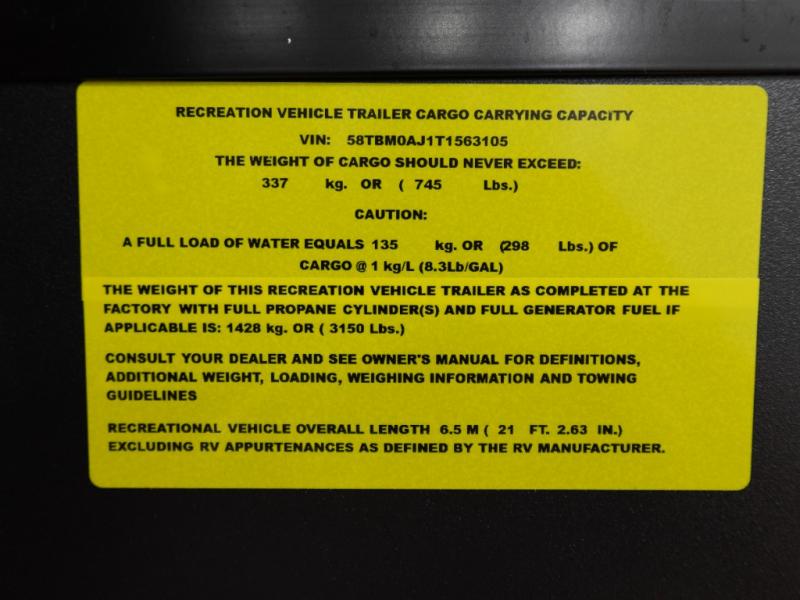 RECREATION VEHICLE TRAILER CARGO CARRYING CAPACITY
VIN: 58TBM0AJ1T1563105
THE WEIGHT OF CARGO SHOULD NEVER EXCEED:
337 kg. OR ( 745 Lbs.)
CAUTION:
A FULL LOAD OF WATER EQUALS 135 kg. OR (298 Lbs.) OF
CARGO @ 1 kg/L (8.3Lb/GAL)
THE WEIGHT OF THIS RECREATION VEHICLE TRAILER AS COMPLETED AT THE
FACTORY WITH FULL PROPANE CYLINDER(S) AND FULL GENERATOR FUEL IF
APPLICABLE IS: 1428 kg. OR ( 3150 Lbs.)
CONSULT YOUR DEALER AND SEE OWNER'S MANUAL FOR DEFINITIONS,
ADDITIONAL WEIGHT, LOADING, WEIGHING INFORMATION AND TOWING
GUIDELINES
RECREATIONAL VEHICLE OVERALL LENGTH 6.5 M ( 21 FT. 2.63 IN.)
EXCLUDING RV APPURTENANCES AS DEFINED BY THE RV MANUFACTURER.